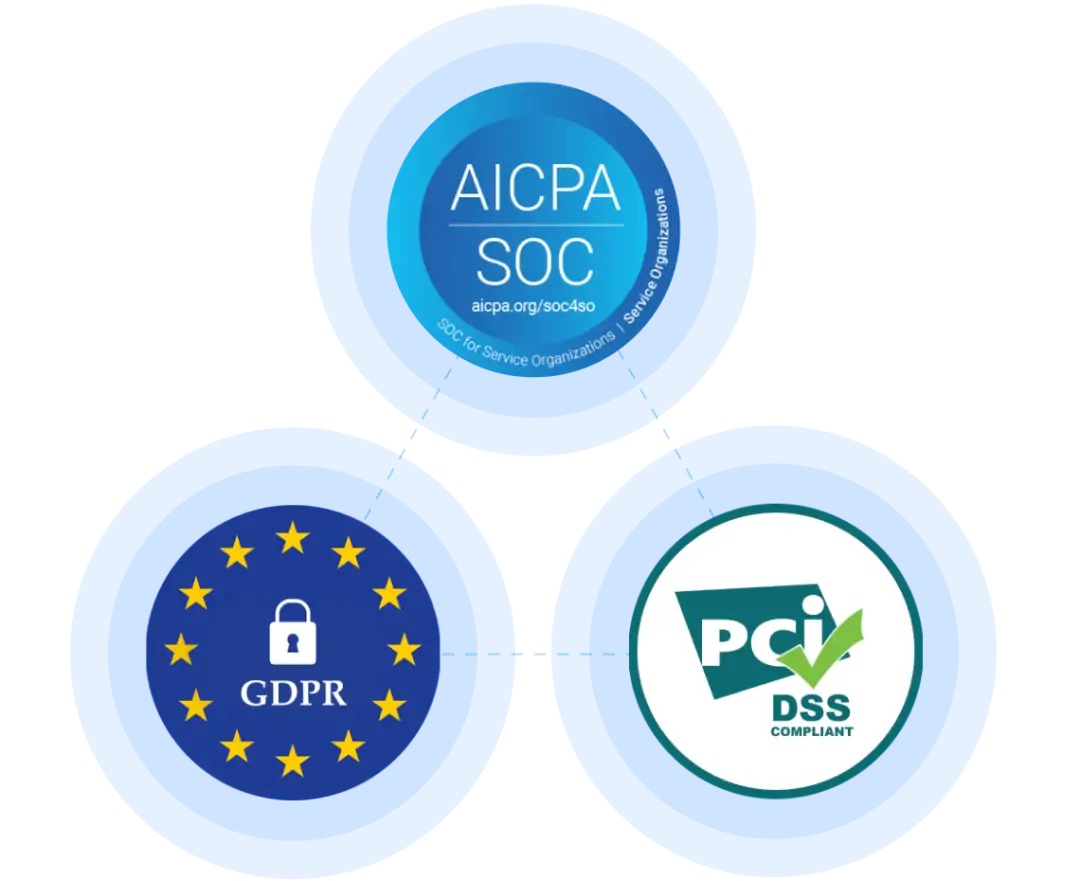 AICPA
SOC
aicpa.org/soc4so
SOC for Service Organizations | Service Organizations
GDPR
PCi
DSS
COMPLIANT